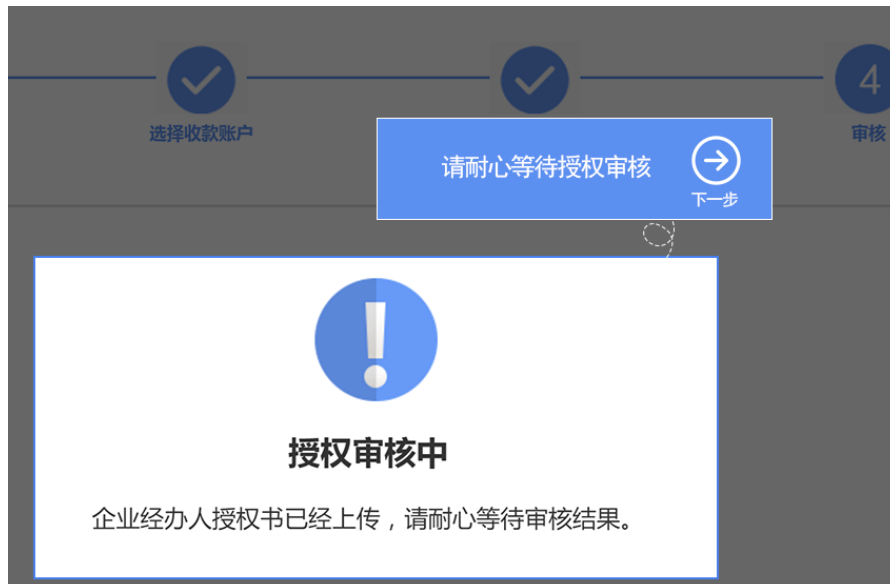 4
选择收款账户
审核
请耐心等待授权审核
下一步
授权审核中
企业经办人授权书已经上传，请耐心等待审核结果。